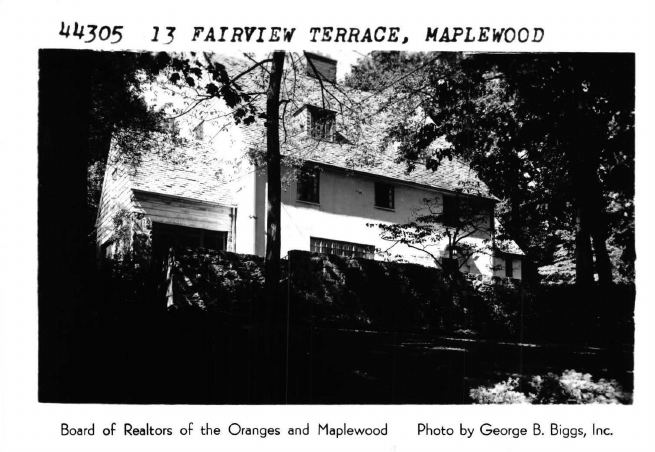 44305 13 FAIRVIEW TERRACE, MAPLEWOOD
Board of Realtors of the Oranges and Maplewood Photo by George B. Biggs, Inc.